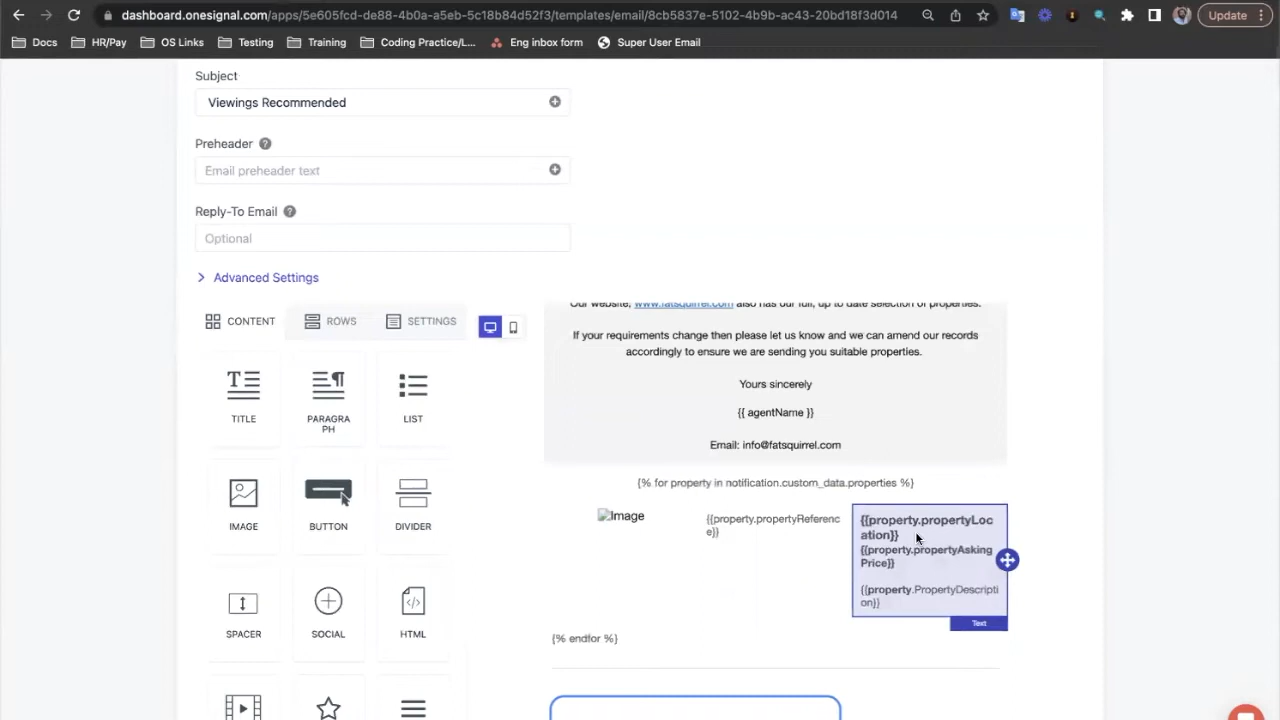 dashboard.onesignal.com/apps/5e605fcd-de88-4b0a-a5eb-5c18b84d52f3/templates/email/8cb5837e-5102-4b9b-ac43-20bd18f3d014
Update
Docs
HR/Pay
OS Links
Testing
Training
Coding Practice/L...
Eng inbox form
Super User Email
Subject
Viewings Recommended
Preheader ?
Email preheader text
Reply-To Email ?
Optional
Advanced Settings
CONTENT
ROWS
SETTINGS
TITLE
PARAGRA
PH
LIST
IMAGE
BUTTON
DIVIDER
SPACER
SOCIAL
HTML
Our website, www.fatsquirrel.com also has our full, up to date selection of properties.
If your requirements change then please let us know and we can amend our records
accordingly to ensure we are sending you suitable properties.
Yours sincerely
{{ agentName }}
Email: info@fatsquirrel.com
{% for property in notification.custom_data.properties %}
Image
{{property.propertyReferenc
e}}
{{property.propertyLoc
ation}}
{{property.propertyAsking
Price}}
{{property.PropertyDescripti
on}}
Text
{% endfor %}